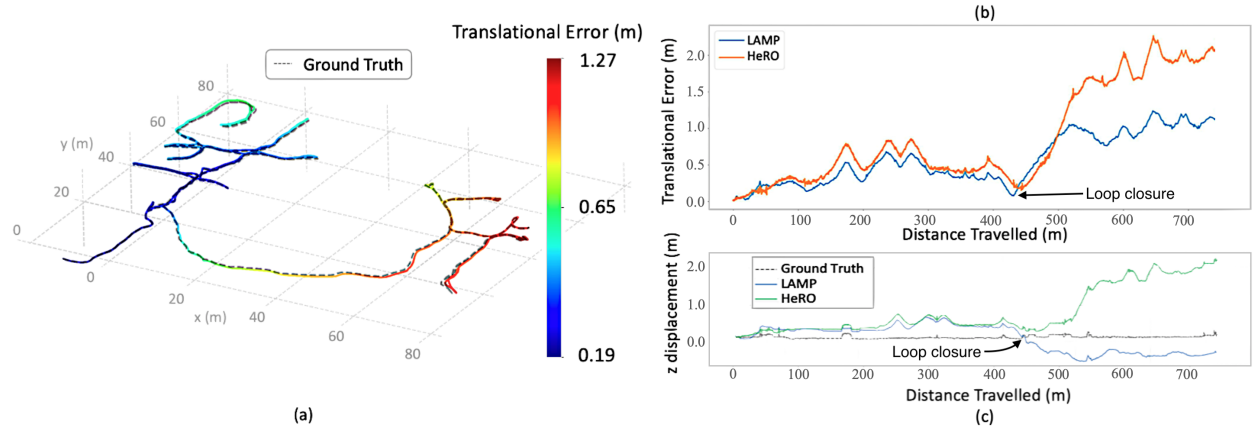 Translational Error (m)
Ground Truth
1.27
0.65
0.19
80
60
y (m)
40
20
0
0
20
x (m)
40
60
80
(a)
(b)
LAMP
HeRO
Translational Error (m)
2.0
1.5
1.0
0.5
0.0
Loop closure
0 100 200 300 400 500 600 700
Distance Travelled (m)
Ground Truth
LAMP
HeRO
z displacement (m)
2.0
1.0
0.0
Loop closure
0 100 200 300 400 500 600 700
Distance Travelled (m)
(c)